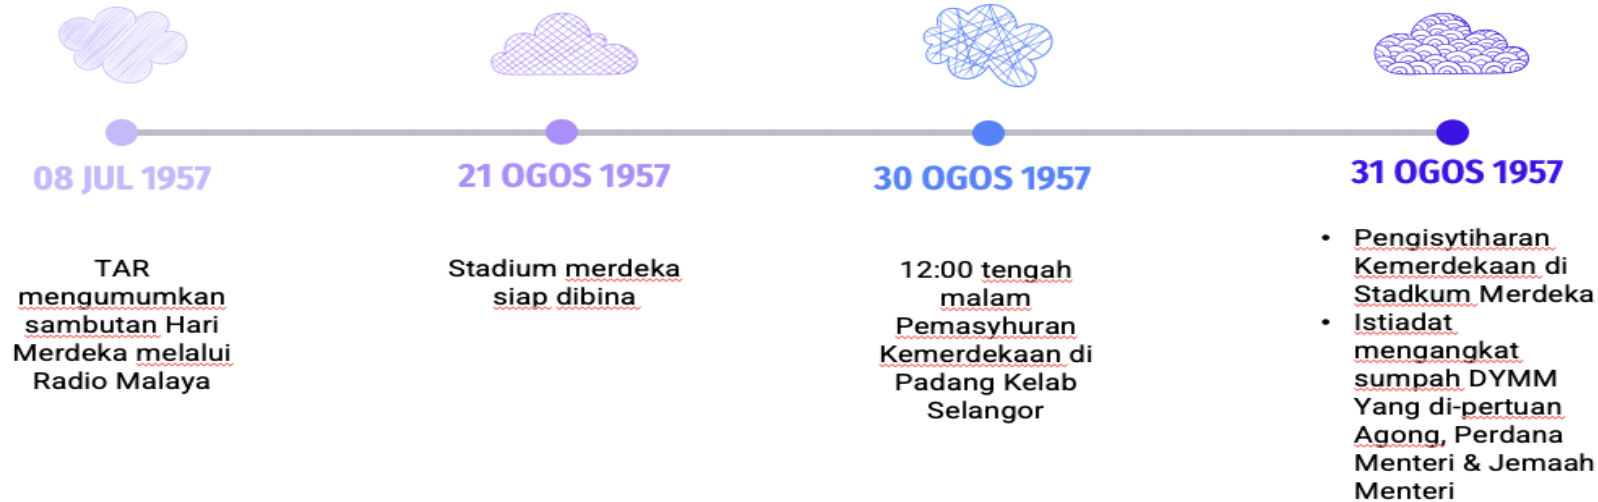 08 JUL 1957
TAR
mengumumkan
sambutan Hari
Merdeka melalui
Radio Malaya
21 OGOS 1957
Stadium merdeka
siap dibina
30 OGOS 1957
12:00 tengah
malam
Pemasyhuran
Kemerdekaan di
Padang Kelab
Selangor
31 OGOS 1957
• Pengisytiharan
Kemerdekaan di
Stadkum Merdeka
• Istiadat
mengangkat
sumpah DYMM
Yang di-pertuan
Agong, Perdana
Menteri & Jemaah
Menteri